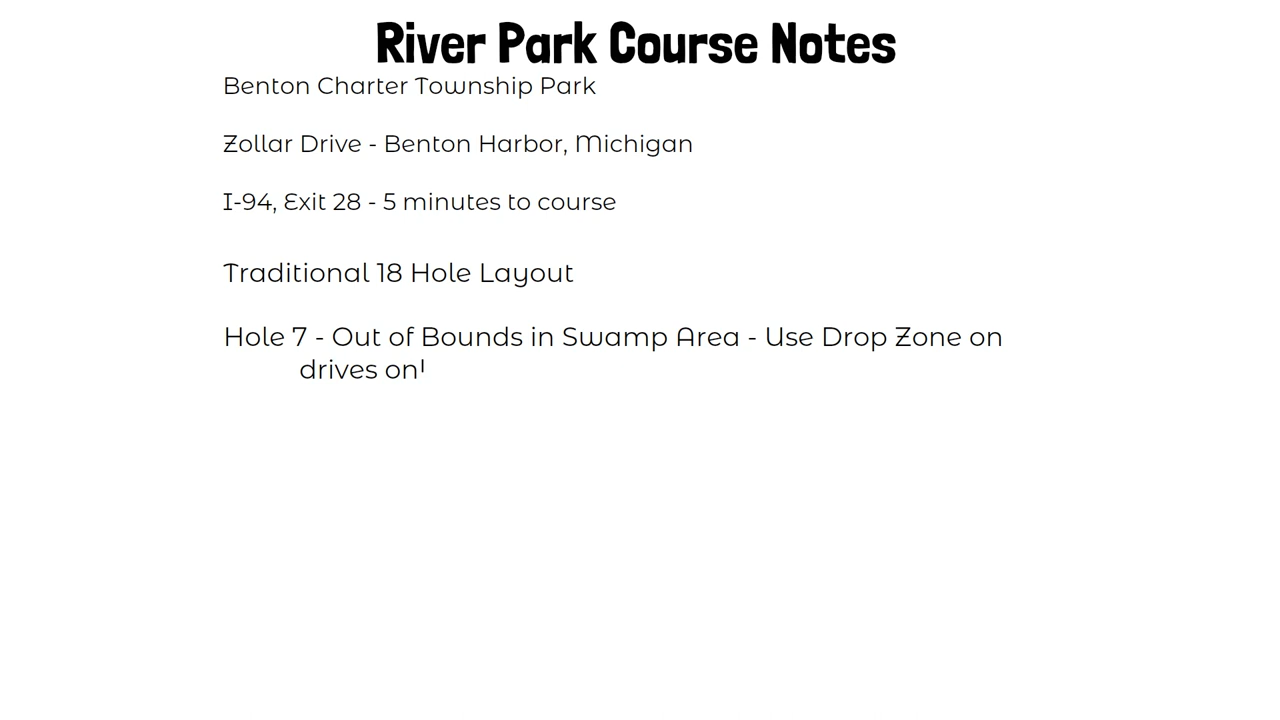 River Park Course Notes
Benton Charter Township Park
Zollar Drive - Benton Harbor, Michigan
I-94, Exit 28 - 5 minutes to course
Traditional 18 Hole Layout
Hole 7 - Out of Bounds in Swamp Area - Use Drop Zone on
drives